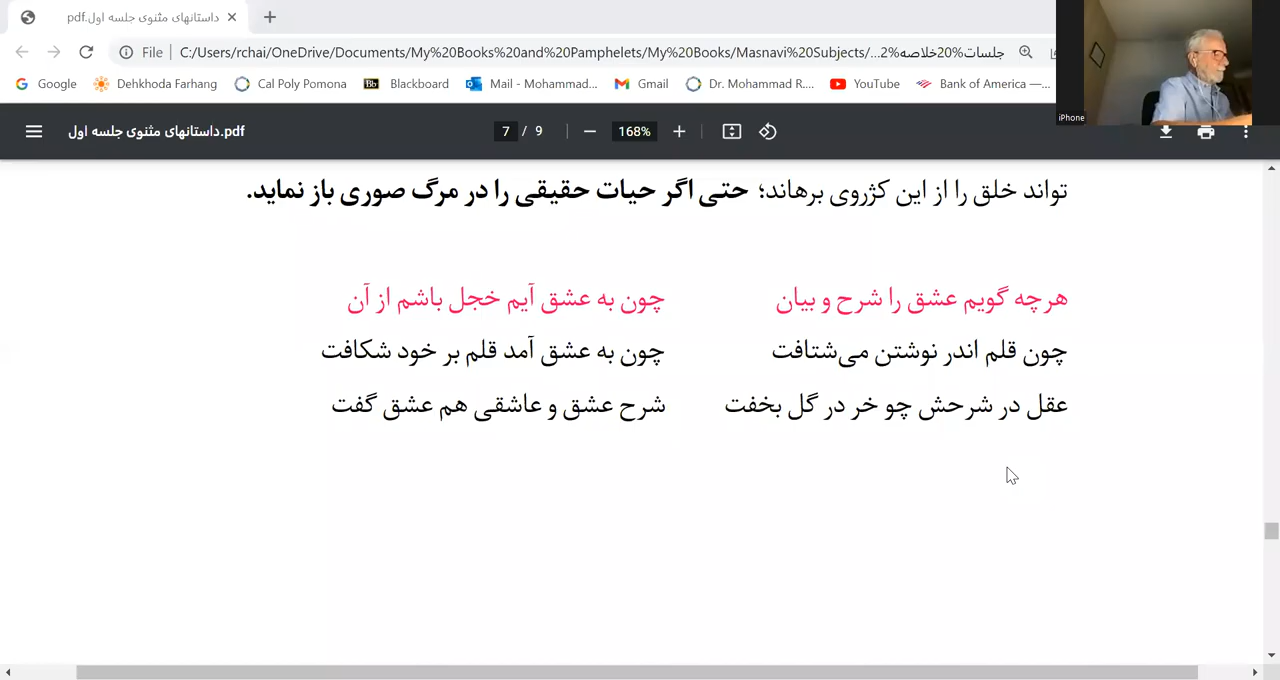 داستانهای مثنوی جلسه اول.pdf
File C:/Users/rchai/OneDrive/Documents/My%20Books%20and%20Pamphelets/My%20Books/Masnavi%20Subjects/...جلسات%20خلاصه%2
Google Dehkhoda Farhang Cal Poly Pomona Bb Blackboard Mail - Mohammad... Gmail Dr. Mohammad R.... YouTube Bank of America —...
iPhone
داستانهای مثنوی جلسه اول.pdf 7 / 9 168%
تواند خلق را از این کژروی برهاند؛ حتی اگر حیات حقیقی را در مرگ صوری باز نماید.
هرچه گویم عشق را شرح و بیان چون به عشق آیم خجل باشم از آن
چون قلم اندر نوشتن می‌شتافت چون به عشق آمد قلم بر خود شکافت
عقل در شرحش چو خر در گل بخفت شرح عشق و عاشقی هم عشق گفت